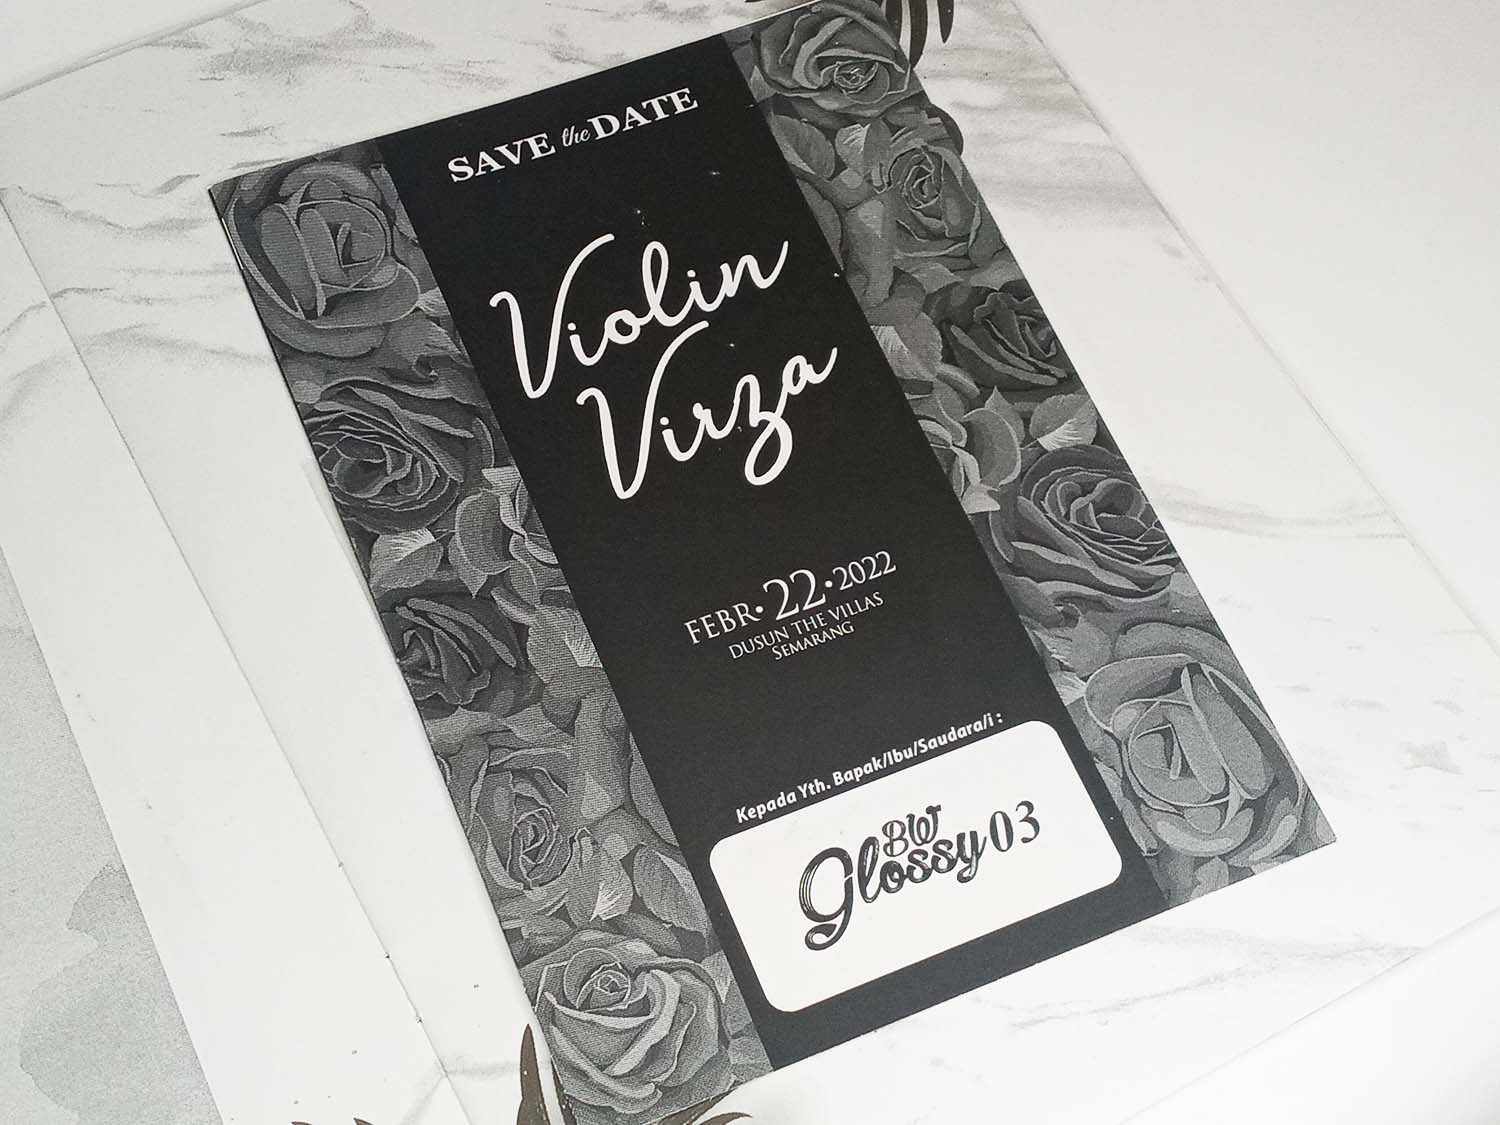 SAVE the DATE
Violin
Virza
FEBR•22•2022
DUSUN THE VILLAS
SEMARANG
Kepada Yth. Bapak/Ibu/Saudara/i :
BW
Glossy 03